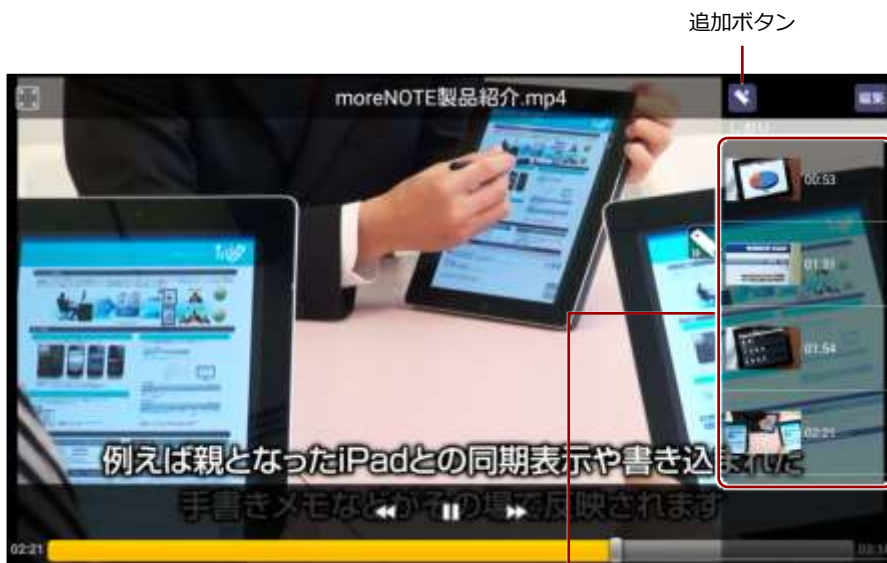 追加ボタン
moreNOTE製品紹介.mp4
編集
00:53
01:31
01:54
例えば親となったiPadとの同期表示や書き込まれた
02:21
手書きメモなどがその場で反映されます
02:21